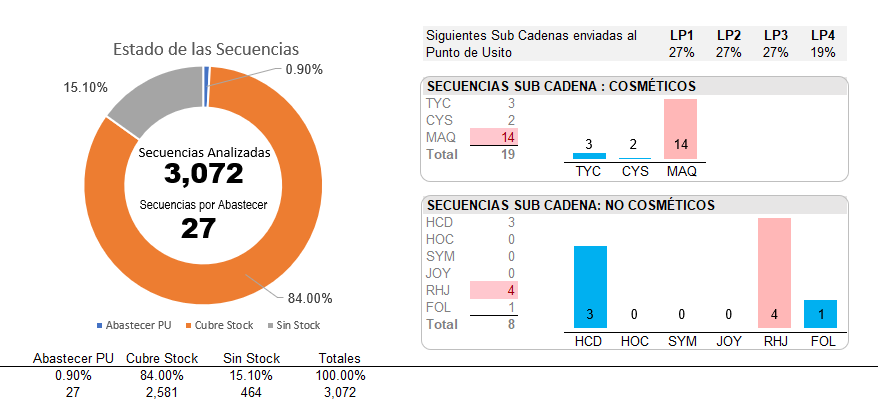 Estado de las Secuencias
0.90%
15.10%
Secuencias Analizadas
3,072
Secuencias por Abastecer
27
84.00%
Abastecer PU Cubre Stock Sin Stock
Abastecer PU Cubre Stock Sin Stock Totales
0.90% 84.00% 15.10% 100.00%
27 2,581 464 3,072
Siguientes Sub Cadenas enviadas al LP1 LP2 LP3 LP4
Punto de Usito 27% 27% 27% 19%
SECUENCIAS SUB CADENA : COSMÉTICOS
TYC 3
CYS 2
MAQ 14
Total 19
3 2 14
TYC CYS MAQ
SECUENCIAS SUB CADENA: NO COSMÉTICOS
HCD 3
HOC 0
SYM 0
JOY 0
RHJ 4
FOL 1
Total 8
3 0 0 0 4 1
HCD HOC SYM JOY RHJ FOL